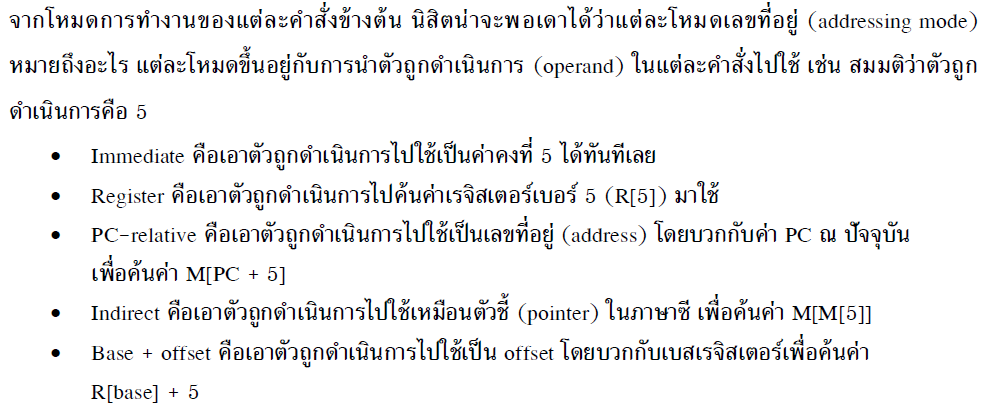 จากโหมดการทำงานของแต่ละคำสั่งข้างต้น นิสิตน่าจะพอเดาได้ว่าแต่ละโหมดเลขที่อยู่ (addressing mode)
หมายถึงอะไร แต่ละโหมดขึ้นอยู่กับการนำตัวถูกดำเนินการ (operand) ในแต่ละคำสั่งไปใช้ เช่น สมมติว่าตัวถูก
ดำเนินการคือ 5
• Immediate คือเอาตัวถูกดำเนินการไปใช้เป็นค่าคงที่ 5 ได้ทันทีเลย
• Register คือเอาตัวถูกดำเนินการไปค้นค่าเรจิสเตอร์เบอร์ 5 (R[5]) มาใช้
• PC-relative คือเอาตัวถูกดำเนินการไปใช้เป็นเลขที่อยู่ (address) โดยบวกกับค่า PC ณ ปัจจุบัน
เพื่อค้นค่า M[PC + 5]
• Indirect คือเอาตัวถูกดำเนินการไปใช้เหมือนตัวชี้ (pointer) ในภาษาซี เพื่อค้นค่า M[M[5]]
• Base + offset คือเอาตัวถูกดำเนินการไปใช้เป็น offset โดยบวกกับเบสเรจิสเตอร์เพื่อค้นค่า
R[base] + 5